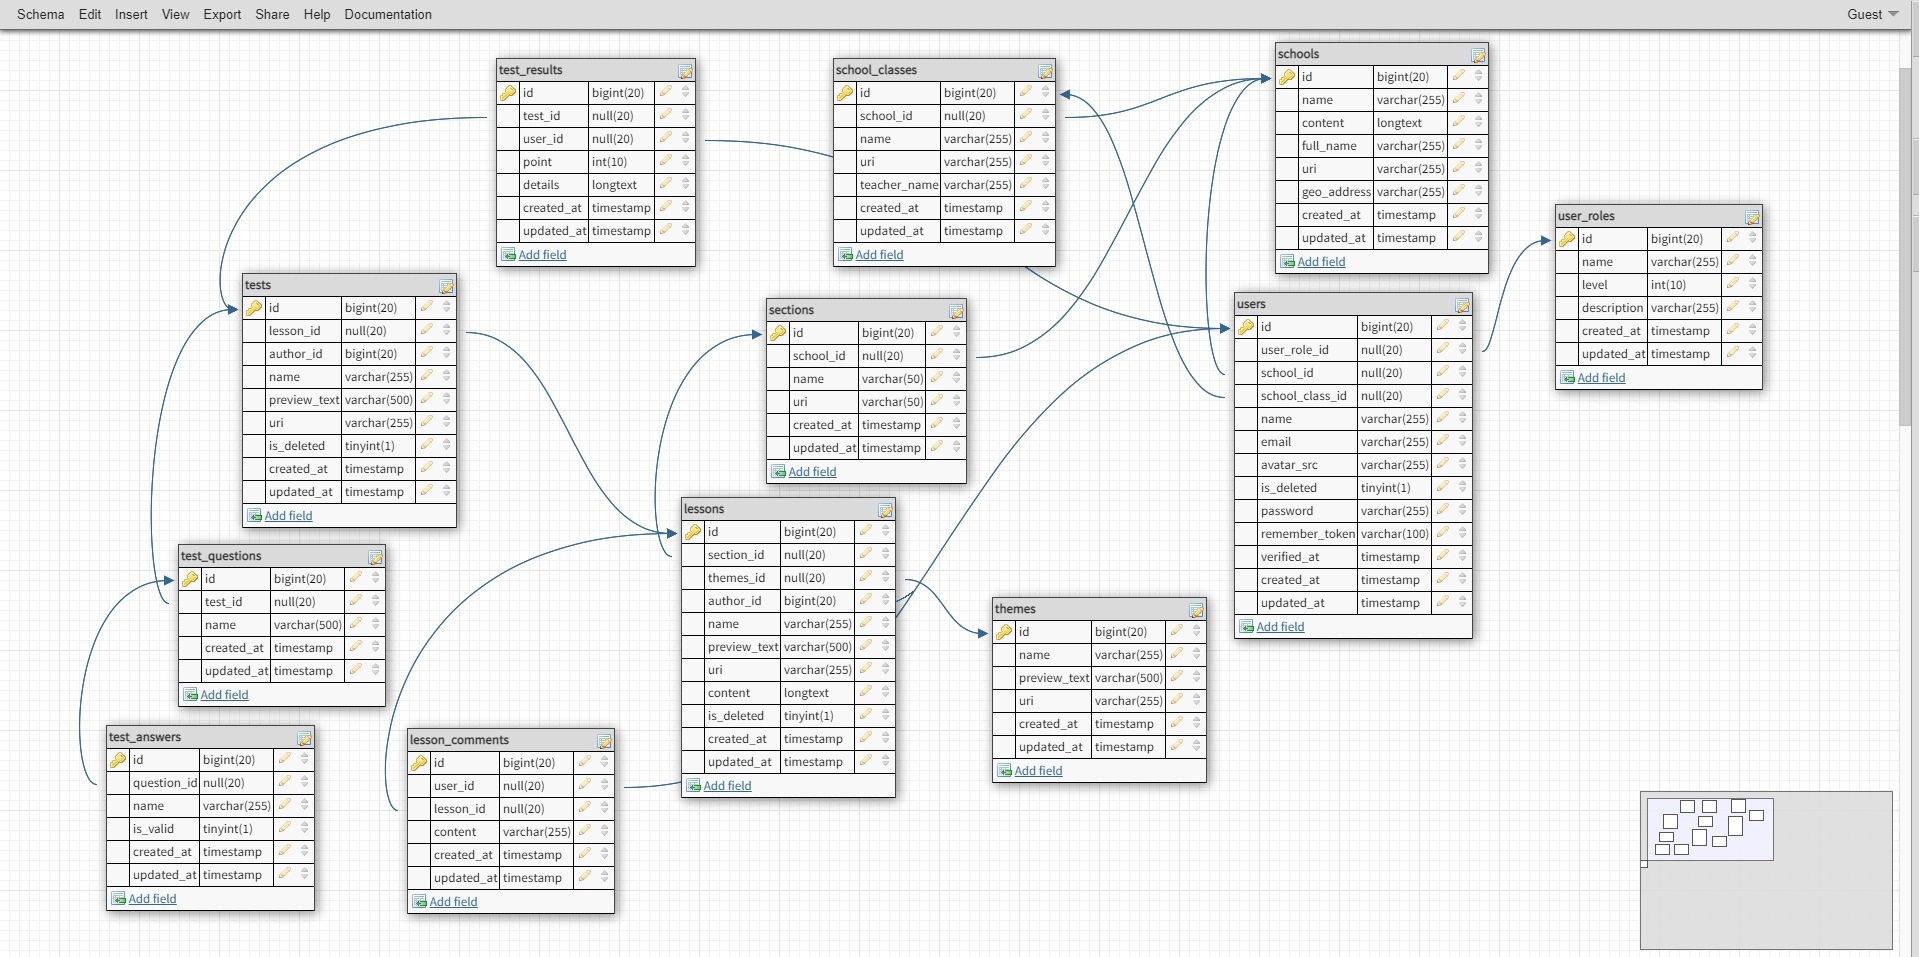 Schema Edit Insert View Export Share Help Documentation Guest
test_results
id bigint(20)
test_id null(20)
user_id null(20)
point int(10)
details longtext
created_at timestamp
updated_at timestamp
Add field
school_classes
id bigint(20)
school_id null(20)
name varchar(255)
uri varchar(255)
teacher_name varchar(255)
created_at timestamp
updated_at timestamp
Add field
schools
id bigint(20)
name varchar(255)
content longtext
full_name varchar(255)
uri varchar(255)
geo_address varchar(255)
created_at timestamp
updated_at timestamp
Add field
user_roles
id bigint(20)
name varchar(255)
level int(10)
description varchar(255)
created_at timestamp
updated_at timestamp
Add field
tests
id bigint(20)
lesson_id null(20)
author_id bigint(20)
name varchar(255)
preview_text varchar(500)
uri varchar(255)
is_deleted tinyint(1)
created_at timestamp
updated_at timestamp
Add field
sections
id bigint(20)
school_id null(20)
name varchar(50)
uri varchar(50)
created_at timestamp
updated_at timestamp
Add field
users
id bigint(20)
user_role_id null(20)
school_id null(20)
school_class_id null(20)
name varchar(255)
email varchar(255)
avatar_src varchar(255)
is_deleted tinyint(1)
password varchar(255)
remember_token varchar(100)
verified_at timestamp
created_at timestamp
updated_at timestamp
Add field
lessons
id bigint(20)
section_id null(20)
themes_id null(20)
author_id bigint(20)
name varchar(255)
preview_text varchar(500)
uri varchar(255)
content longtext
is_deleted tinyint(1)
created_at timestamp
updated_at timestamp
Add field
test_questions
id bigint(20)
test_id null(20)
name varchar(500)
created_at timestamp
updated_at timestamp
Add field
themes
id bigint(20)
name varchar(255)
preview_text varchar(500)
uri varchar(255)
created_at timestamp
updated_at timestamp
Add field
test_answers
id bigint(20)
question_id null(20)
name varchar(255)
is_valid tinyint(1)
created_at timestamp
updated_at timestamp
Add field
lesson_comments
id bigint(20)
user_id null(20)
lesson_id null(20)
content varchar(255)
created_at timestamp
updated_at timestamp
Add field